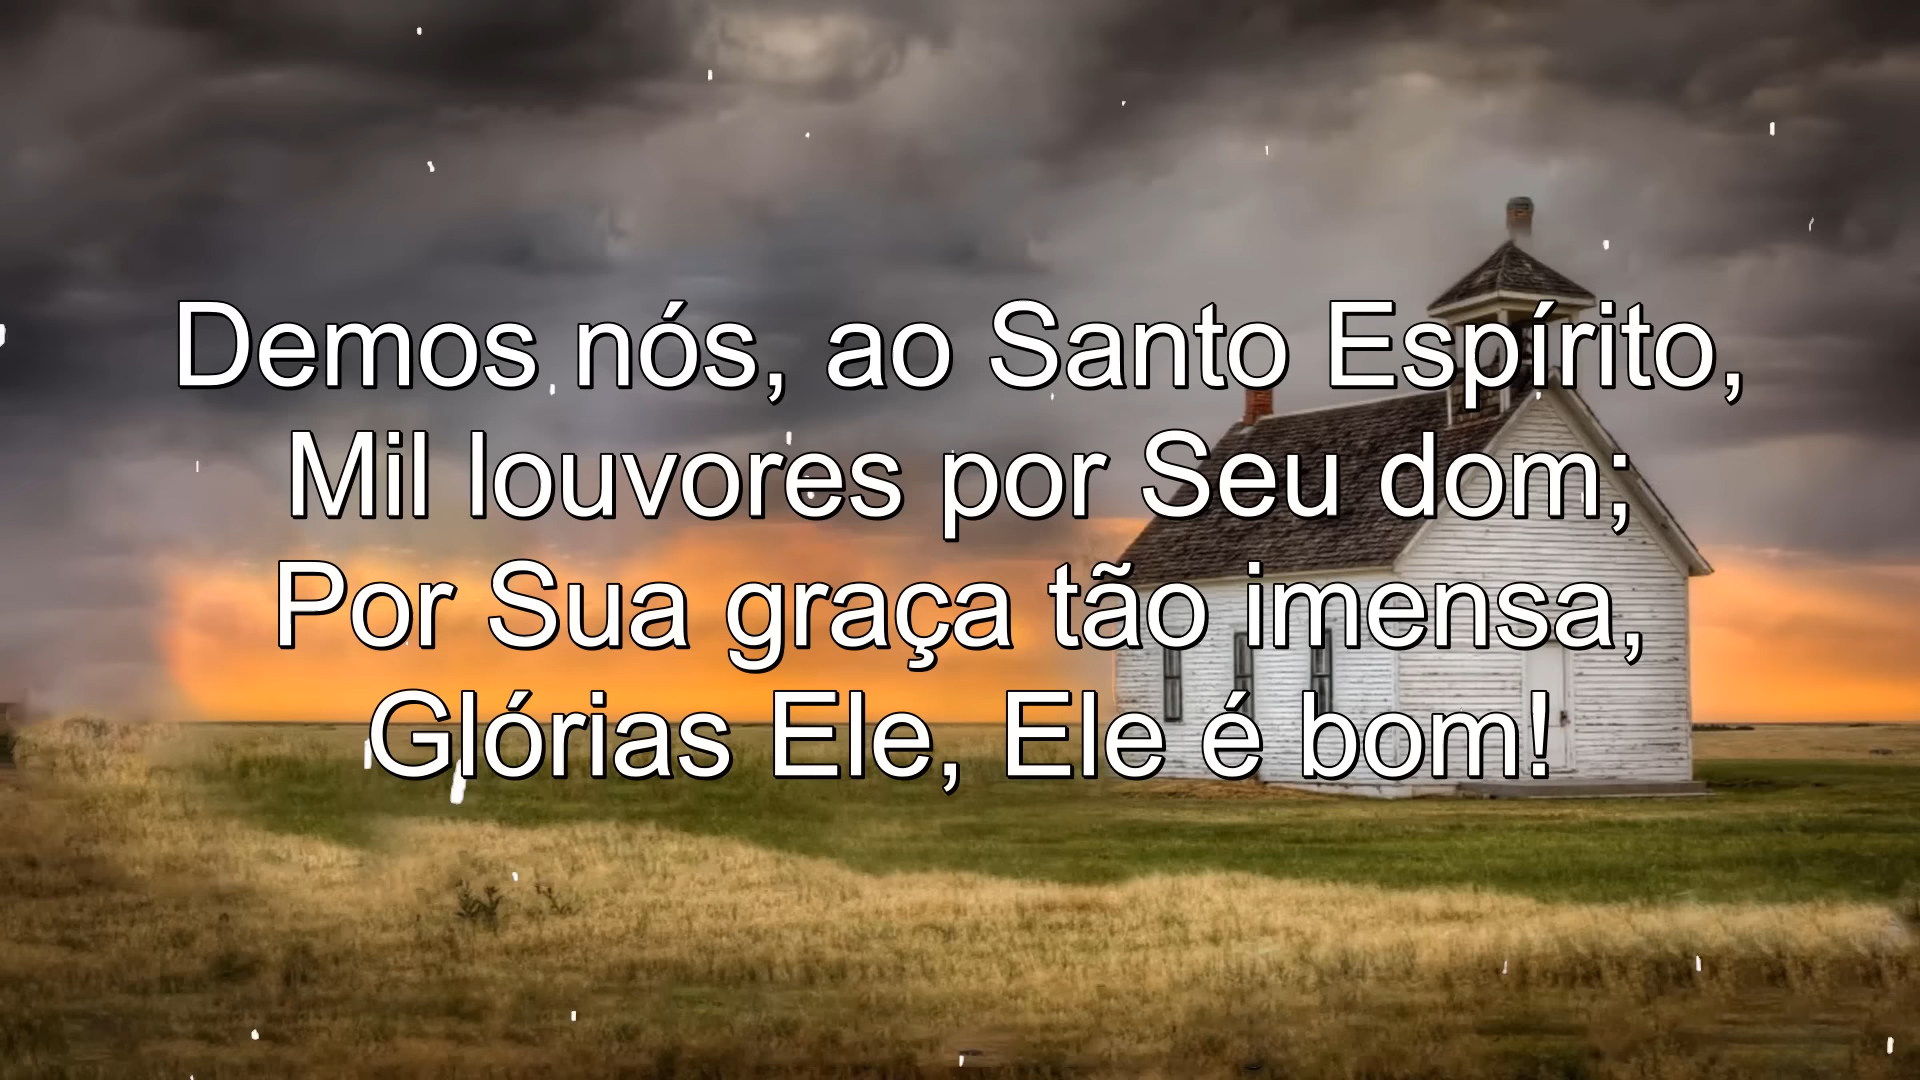 Demos nós, ao Santo Espírito,
Mil louvores por Seu dom;
Por Sua graça tão imensa,
Glórias Ele, Ele é bom!